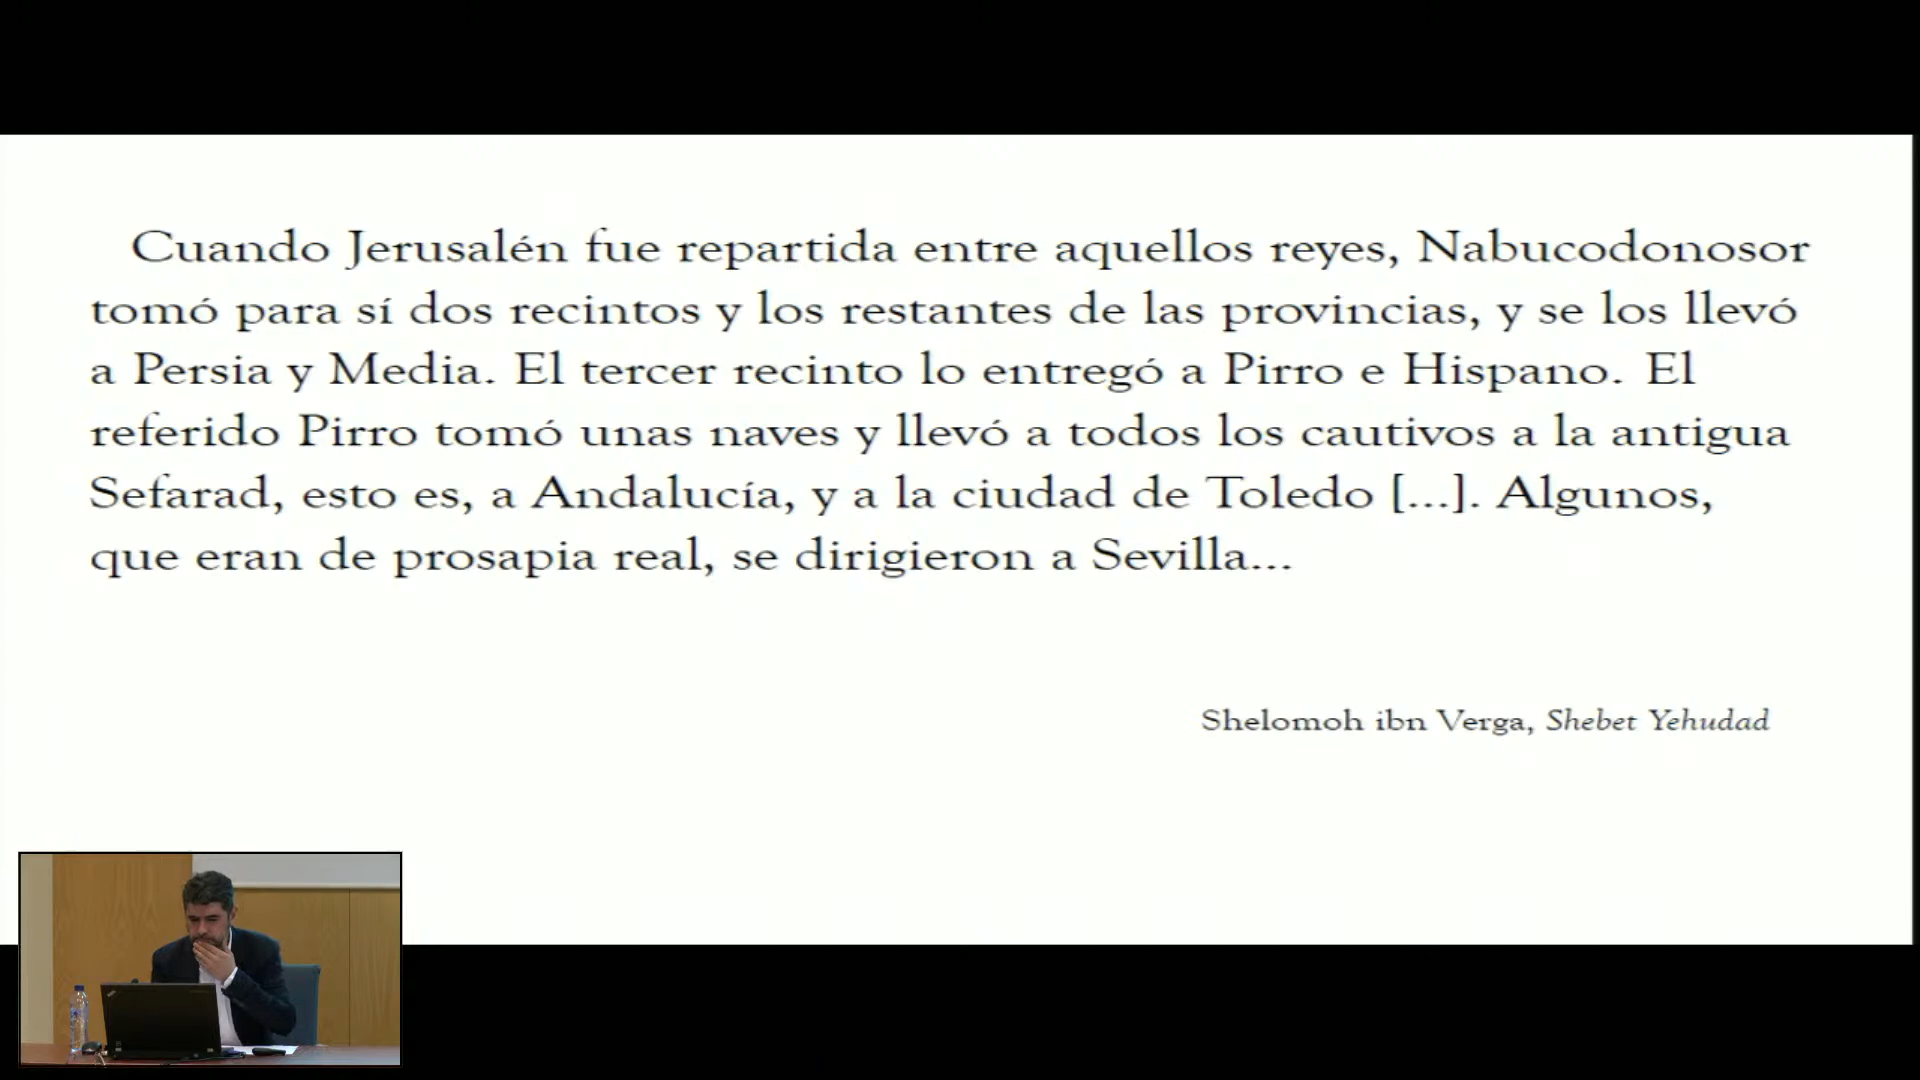 Cuando Jerusalén fue repartida entre aquellos reyes, Nabucodonosor
tomó para sí dos recintos y los restantes de las provincias, y se los llevó
a Persia y Media. El tercer recinto lo entregó a Pirro e Hispano. El
referido Pirro tomó unas naves y llevó a todos los cautivos a la antigua
Sefarad, esto es, a Andalucía, y a la ciudad de Toledo [...]. Algunos,
que eran de prosapia real, se dirigieron a Sevilla...
Shelomoh ibn Verga, Shebet Yehudad